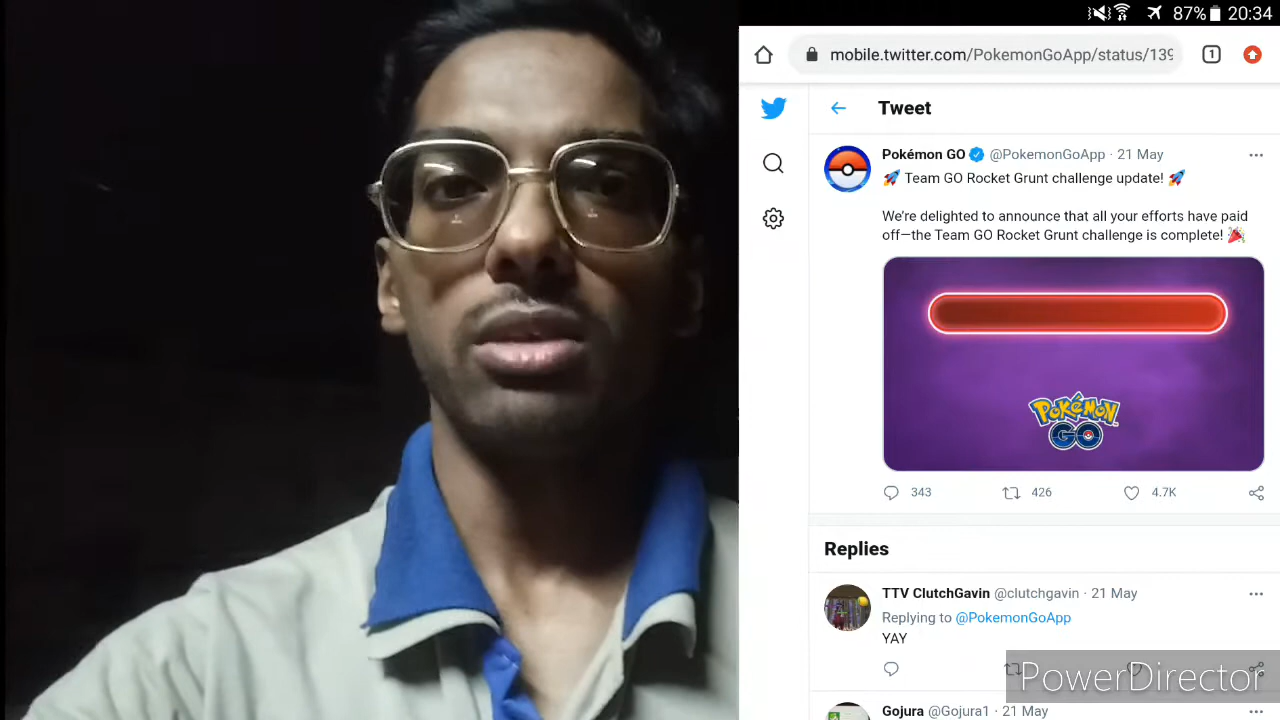 87% 20:34
mobile.twitter.com/PokemonGoApp/status/139
1
Tweet
Pokémon GO @PokemonGoApp · 21 May
🚀 Team GO Rocket Grunt challenge update! 🚀
We're delighted to announce that all your efforts have paid
off—the Team GO Rocket Grunt challenge is complete! 🎉
POKÉMON
GO
343 426 4.7K
Replies
TTV ClutchGavin @clutchgavin · 21 May
Replying to @PokemonGoApp
YAY
PowerDirector
Gojura @Gojura1 · 21 May